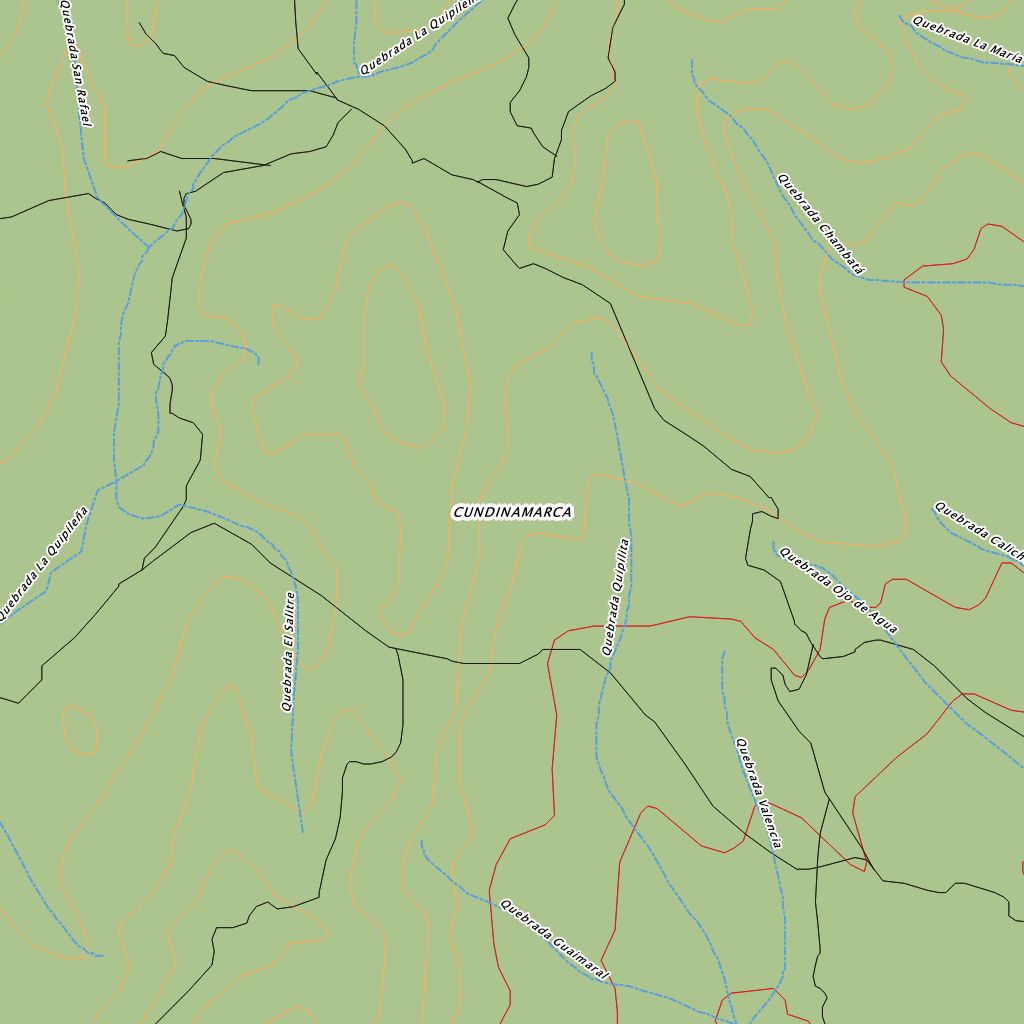 Quebrada San Rafael
Quebrada La Quipileñ
Quebrada La María
Quebrada Chambatá
Quebrada La Quipileña
CUNDINAMARCA
Quebrada Calich
Quebrada Quipilita
Quebrada Ojo de Agua
Quebrada El Salitre
Quebrada Valencia
Quebrada Guaimaral